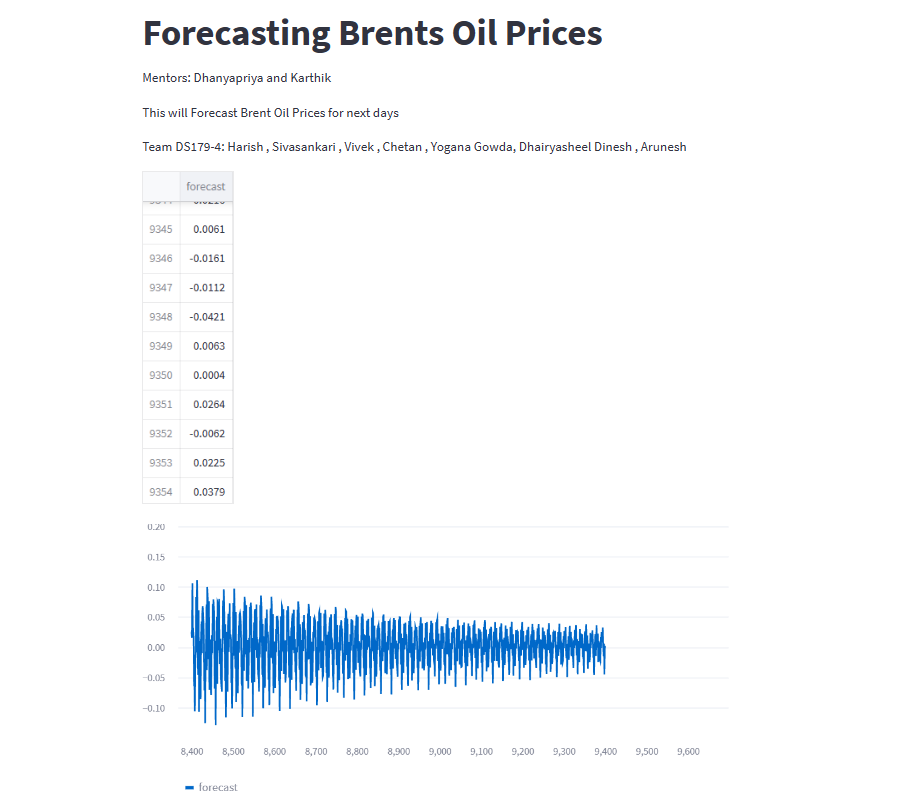 Forecasting Brents Oil Prices
Mentors: Dhanyapriya and Karthik
This will Forecast Brent Oil Prices for next days
Team DS179-4: Harish , Sivasankari , Vivek , Chetan , Yogana Gowda, Dhairyasheel Dinesh , Arunesh
forecast
9345 0.0061
9346 -0.0161
9347 -0.0112
9348 -0.0421
9349 0.0063
9350 0.0004
9351 0.0264
9352 -0.0062
9353 0.0225
9354 0.0379
0.20
0.15
0.10
0.05
0.00
−0.05
−0.10
8,400 8,500 8,600 8,700 8,800 8,900 9,000 9,100 9,200 9,300 9,400 9,500 9,600
forecast